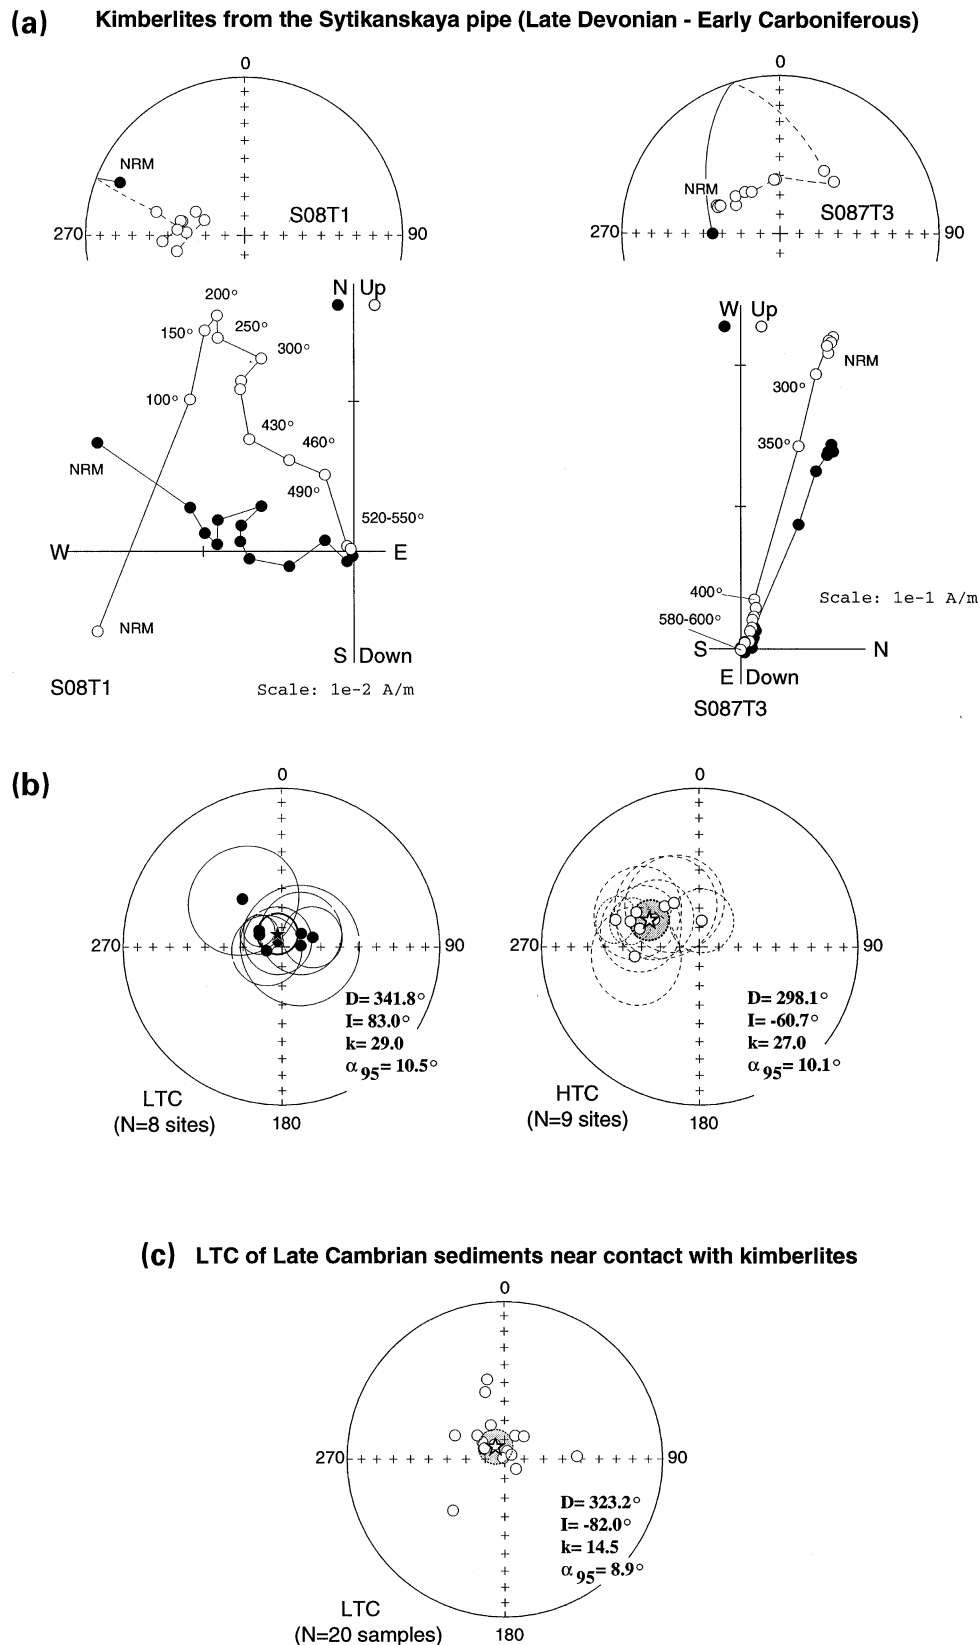 (a) Kimberlites from the Sytikanskaya pipe (Late Devonian - Early Carboniferous)
0
NRM
S08T1
270
90
0
NRM
S087T3
270
90
N Up
200°
150°
250°
300°
100°
430°
460°
NRM
490°
520-550°
W
E
NRM
S Down
S08T1
Scale: 1e-2 A/m
W Up
NRM
300°
350°
400°
Scale: 1e-1 A/m
580-600°
S
N
E Down
S087T3
(b)
0
270
90
D= 341.8°
I= 83.0°
k= 29.0
α95= 10.5°
LTC
(N=8 sites)
180
0
270
90
D= 298.1°
I= -60.7°
k= 27.0
α95= 10.1°
HTC
(N=9 sites)
180
(c) LTC of Late Cambrian sediments near contact with kimberlites
0
270
90
D= 323.2°
I= -82.0°
k= 14.5
α95= 8.9°
LTC
(N=20 samples)
180